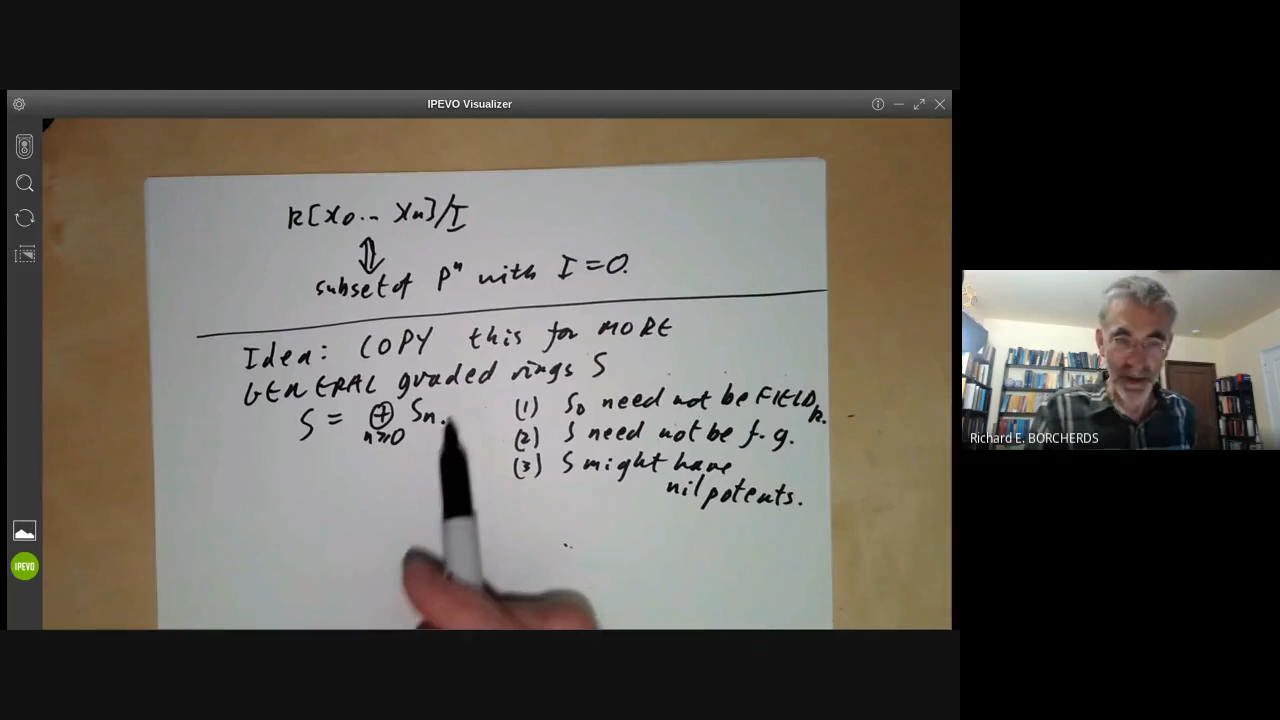 IPEVO Visualizer
k[x0.. xn]/I
⇕
subset of Pⁿ with I=0.
Idea: COPY this for MORE
GENERAL graded rings S
S = ⊕ Sn.
n≥0
(1) S0 need not be FIELD k.
(2) S need not be f.g.
(3) S might have
nilpotents.
IPEVO
Richard E. BORCHERDS